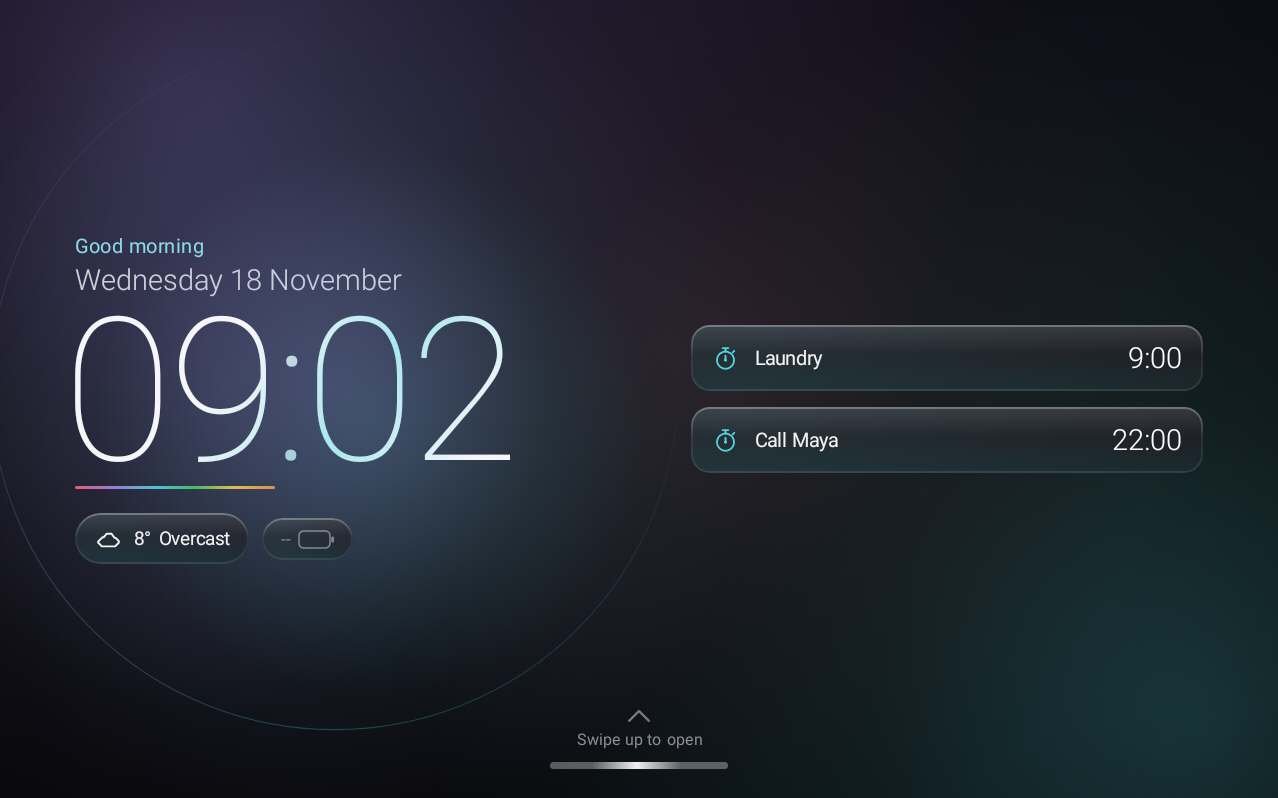 Good morning
Wednesday 18 November
09:02
8° Overcast
--
Laundry 9:00
Call Maya 22:00
Swipe up to open